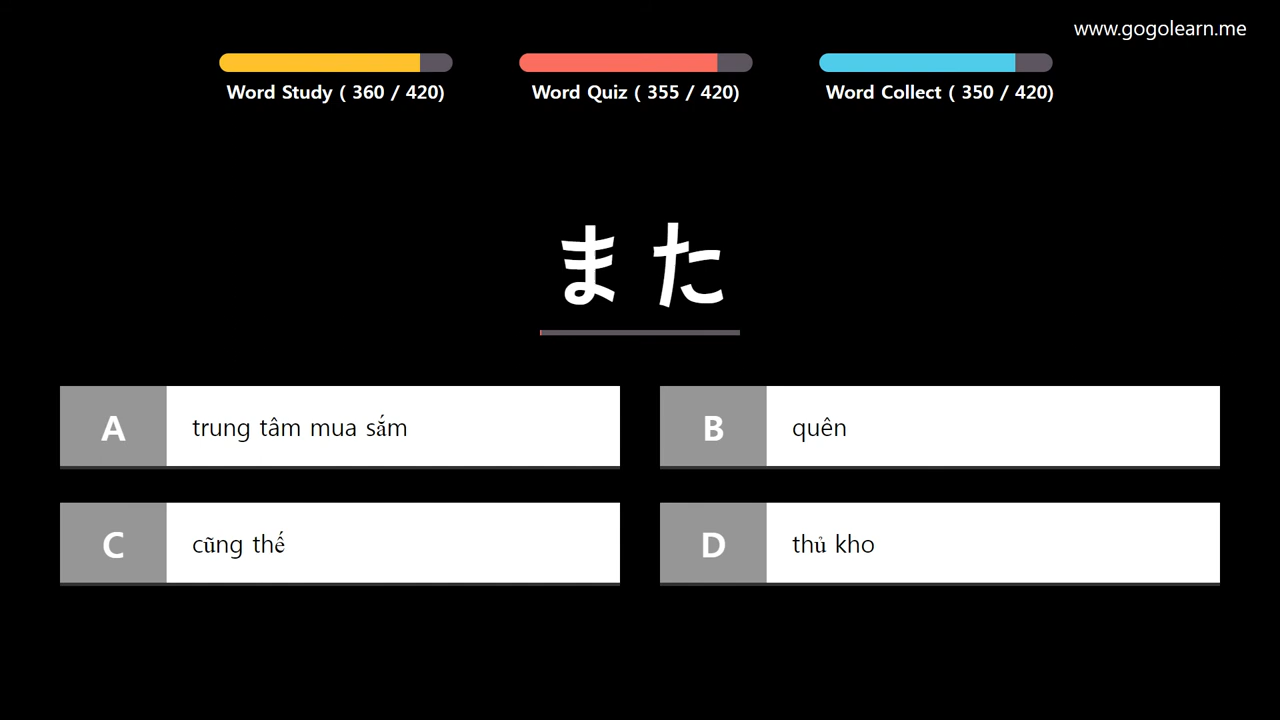 www.gogolearn.me
Word Study ( 360 / 420)
Word Quiz ( 355 / 420)
Word Collect ( 350 / 420)
また
A trung tâm mua sắm
B quên
C cũng thế
D thủ kho